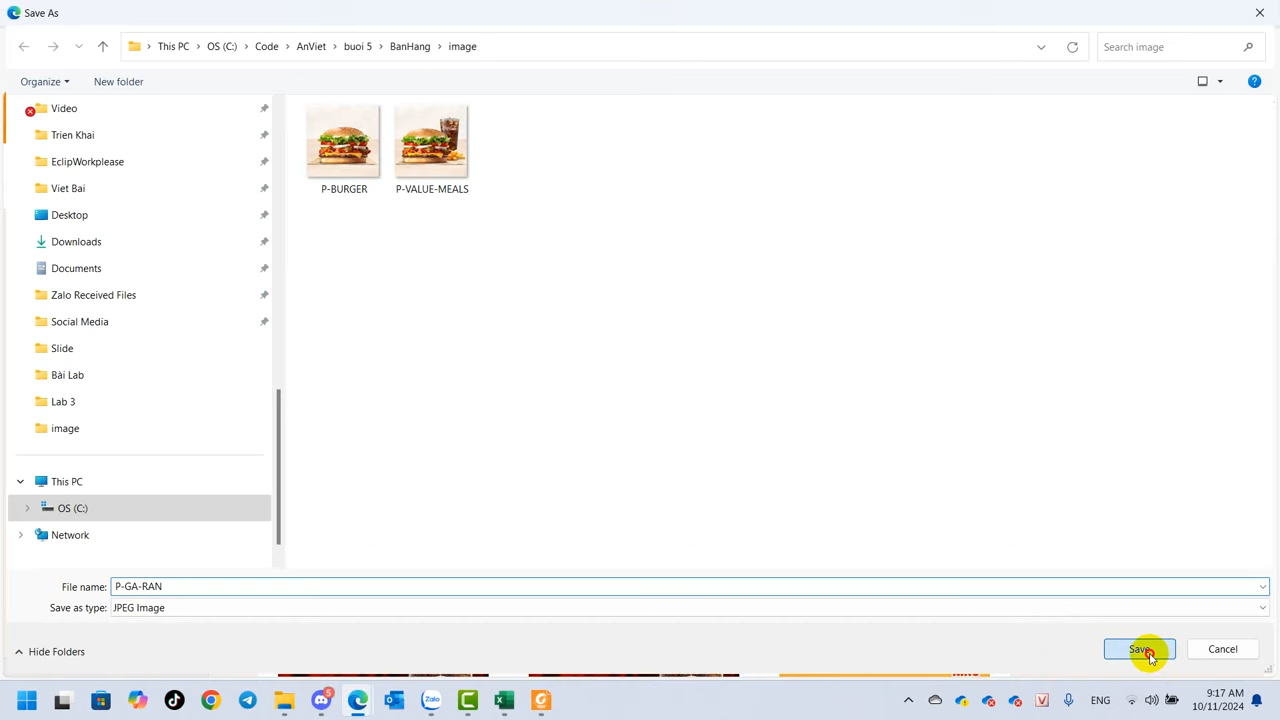 Save As
This PC
OS (C:)
Code
AnViet
buoi 5
BanHang
image
Search image
Organize
New folder
Video
Trien Khai
EclipWorkplease
Viet Bai
Desktop
Downloads
Documents
Zalo Received Files
Social Media
Slide
Bài Lab
Lab 3
image
This PC
OS (C:)
Network
P-BURGER
P-VALUE-MEALS
File name: P-GA-RAN
Save as type: JPEG Image
Hide Folders
Save
Cancel
5
Zalo
ENG
9:17 AM
10/11/2024